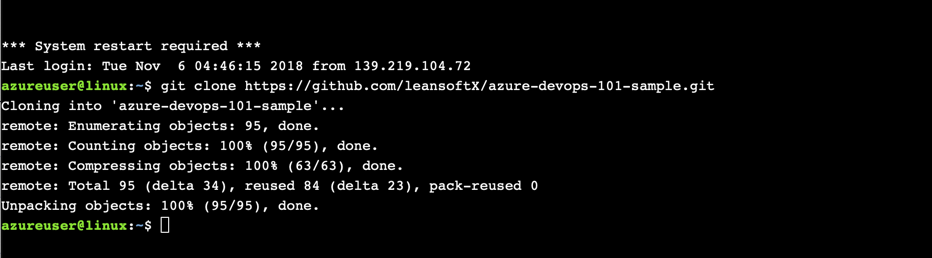 *** System restart required ***
Last login: Tue Nov  6 04:46:15 2018 from 139.219.104.72
azureuser@linux:~$ git clone https://github.com/leansoftX/azure-devops-101-sample.git
Cloning into 'azure-devops-101-sample'...
remote: Enumerating objects: 95, done.
remote: Counting objects: 100% (95/95), done.
remote: Compressing objects: 100% (63/63), done.
remote: Total 95 (delta 34), reused 84 (delta 23), pack-reused 0
Unpacking objects: 100% (95/95), done.
azureuser@linux:~$